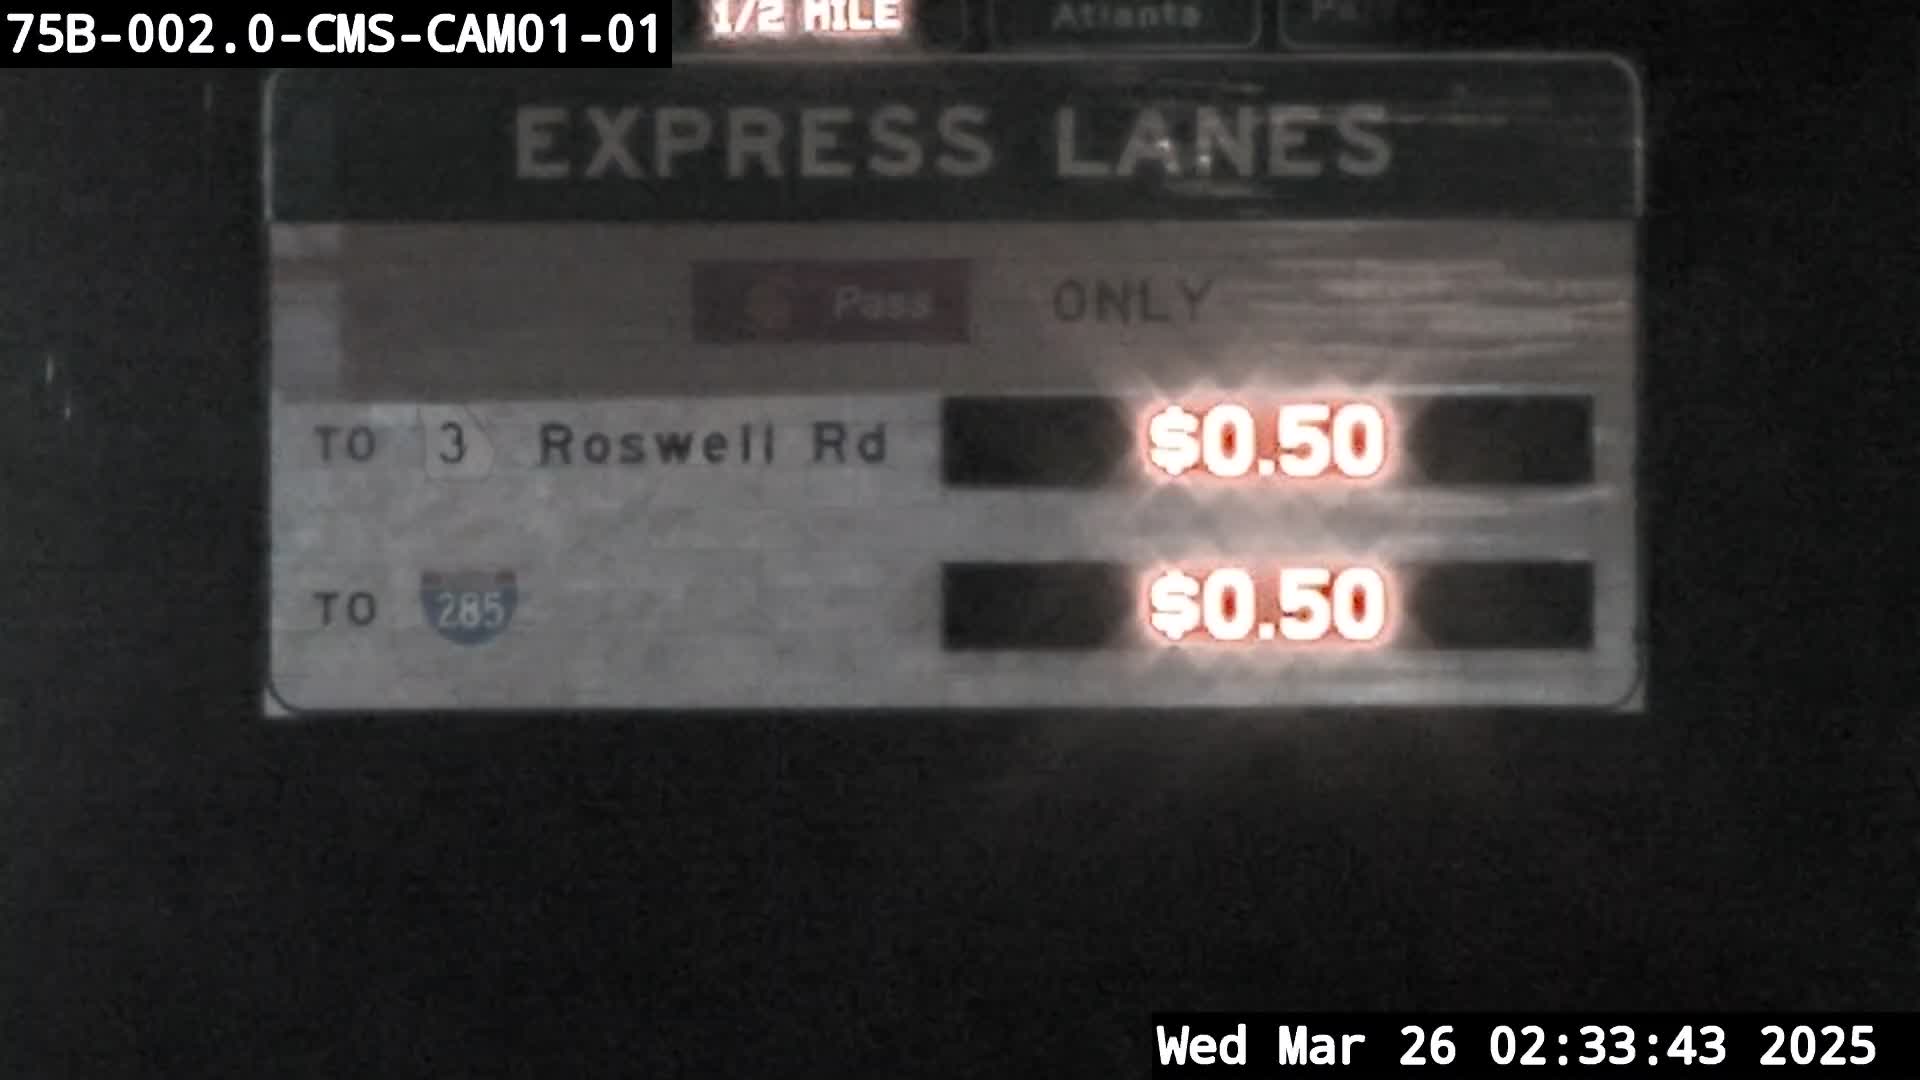 75B-002.0-CMS-CAM01-01
1/2 MILE
Atlanta
EXPRESS LANES
Pass ONLY
TO 3 Roswell Rd $0.50
TO 285 $0.50
Wed Mar 26 02:33:43 2025